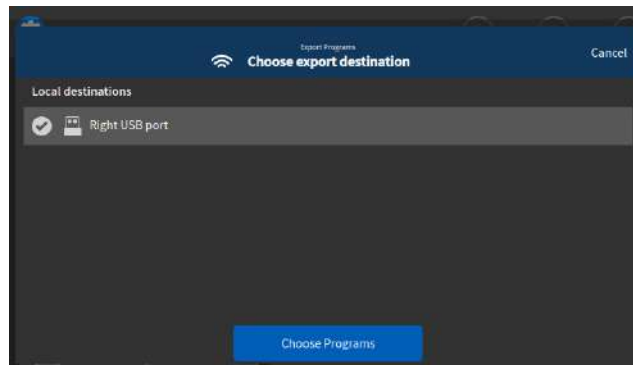 Export Programs
Choose export destination
Cancel
Local destinations
Right USB port
Choose Programs